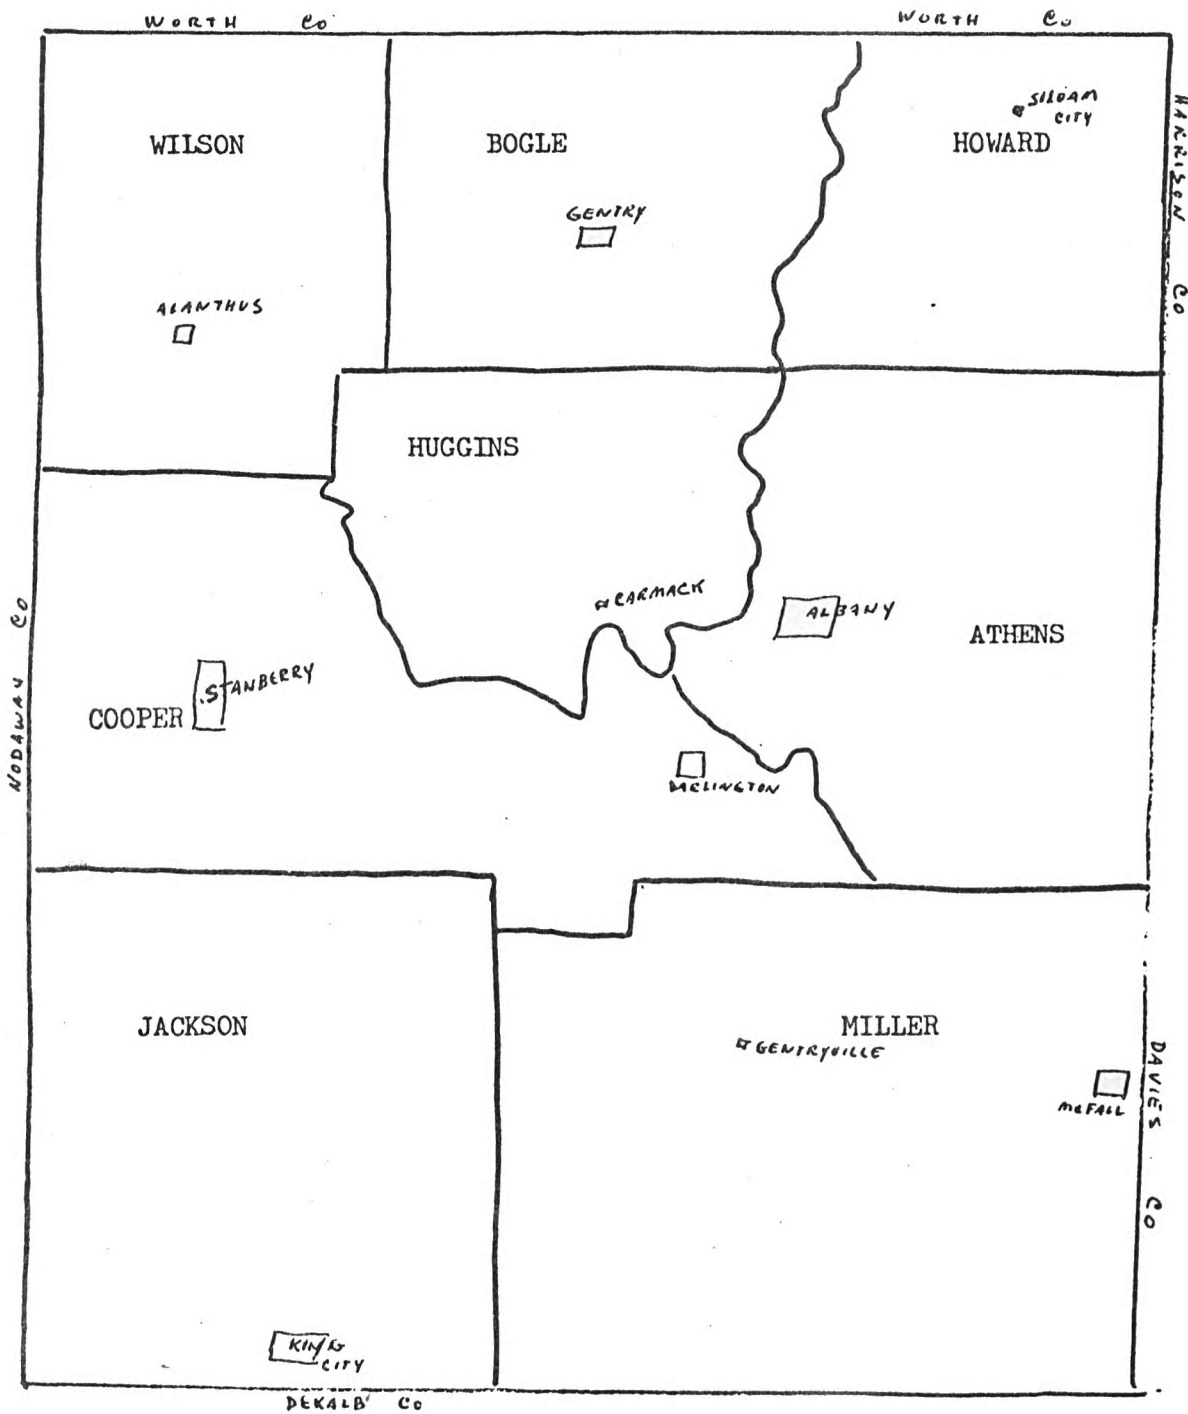 WORTH Co
WORTH Co
SILOAM
CITY
WILSON
BOGLE
HOWARD
HARRISON CO
GENTRY
ALANTHUS
HUGGINS
CARMACK
ALBANY
ATHENS
NODAWAY CO
STANBERRY
COOPER
DARLINGTON
JACKSON
MILLER
GENTRYVILLE
McFALL
DAVIES CO
KING
CITY
DEKALB Co